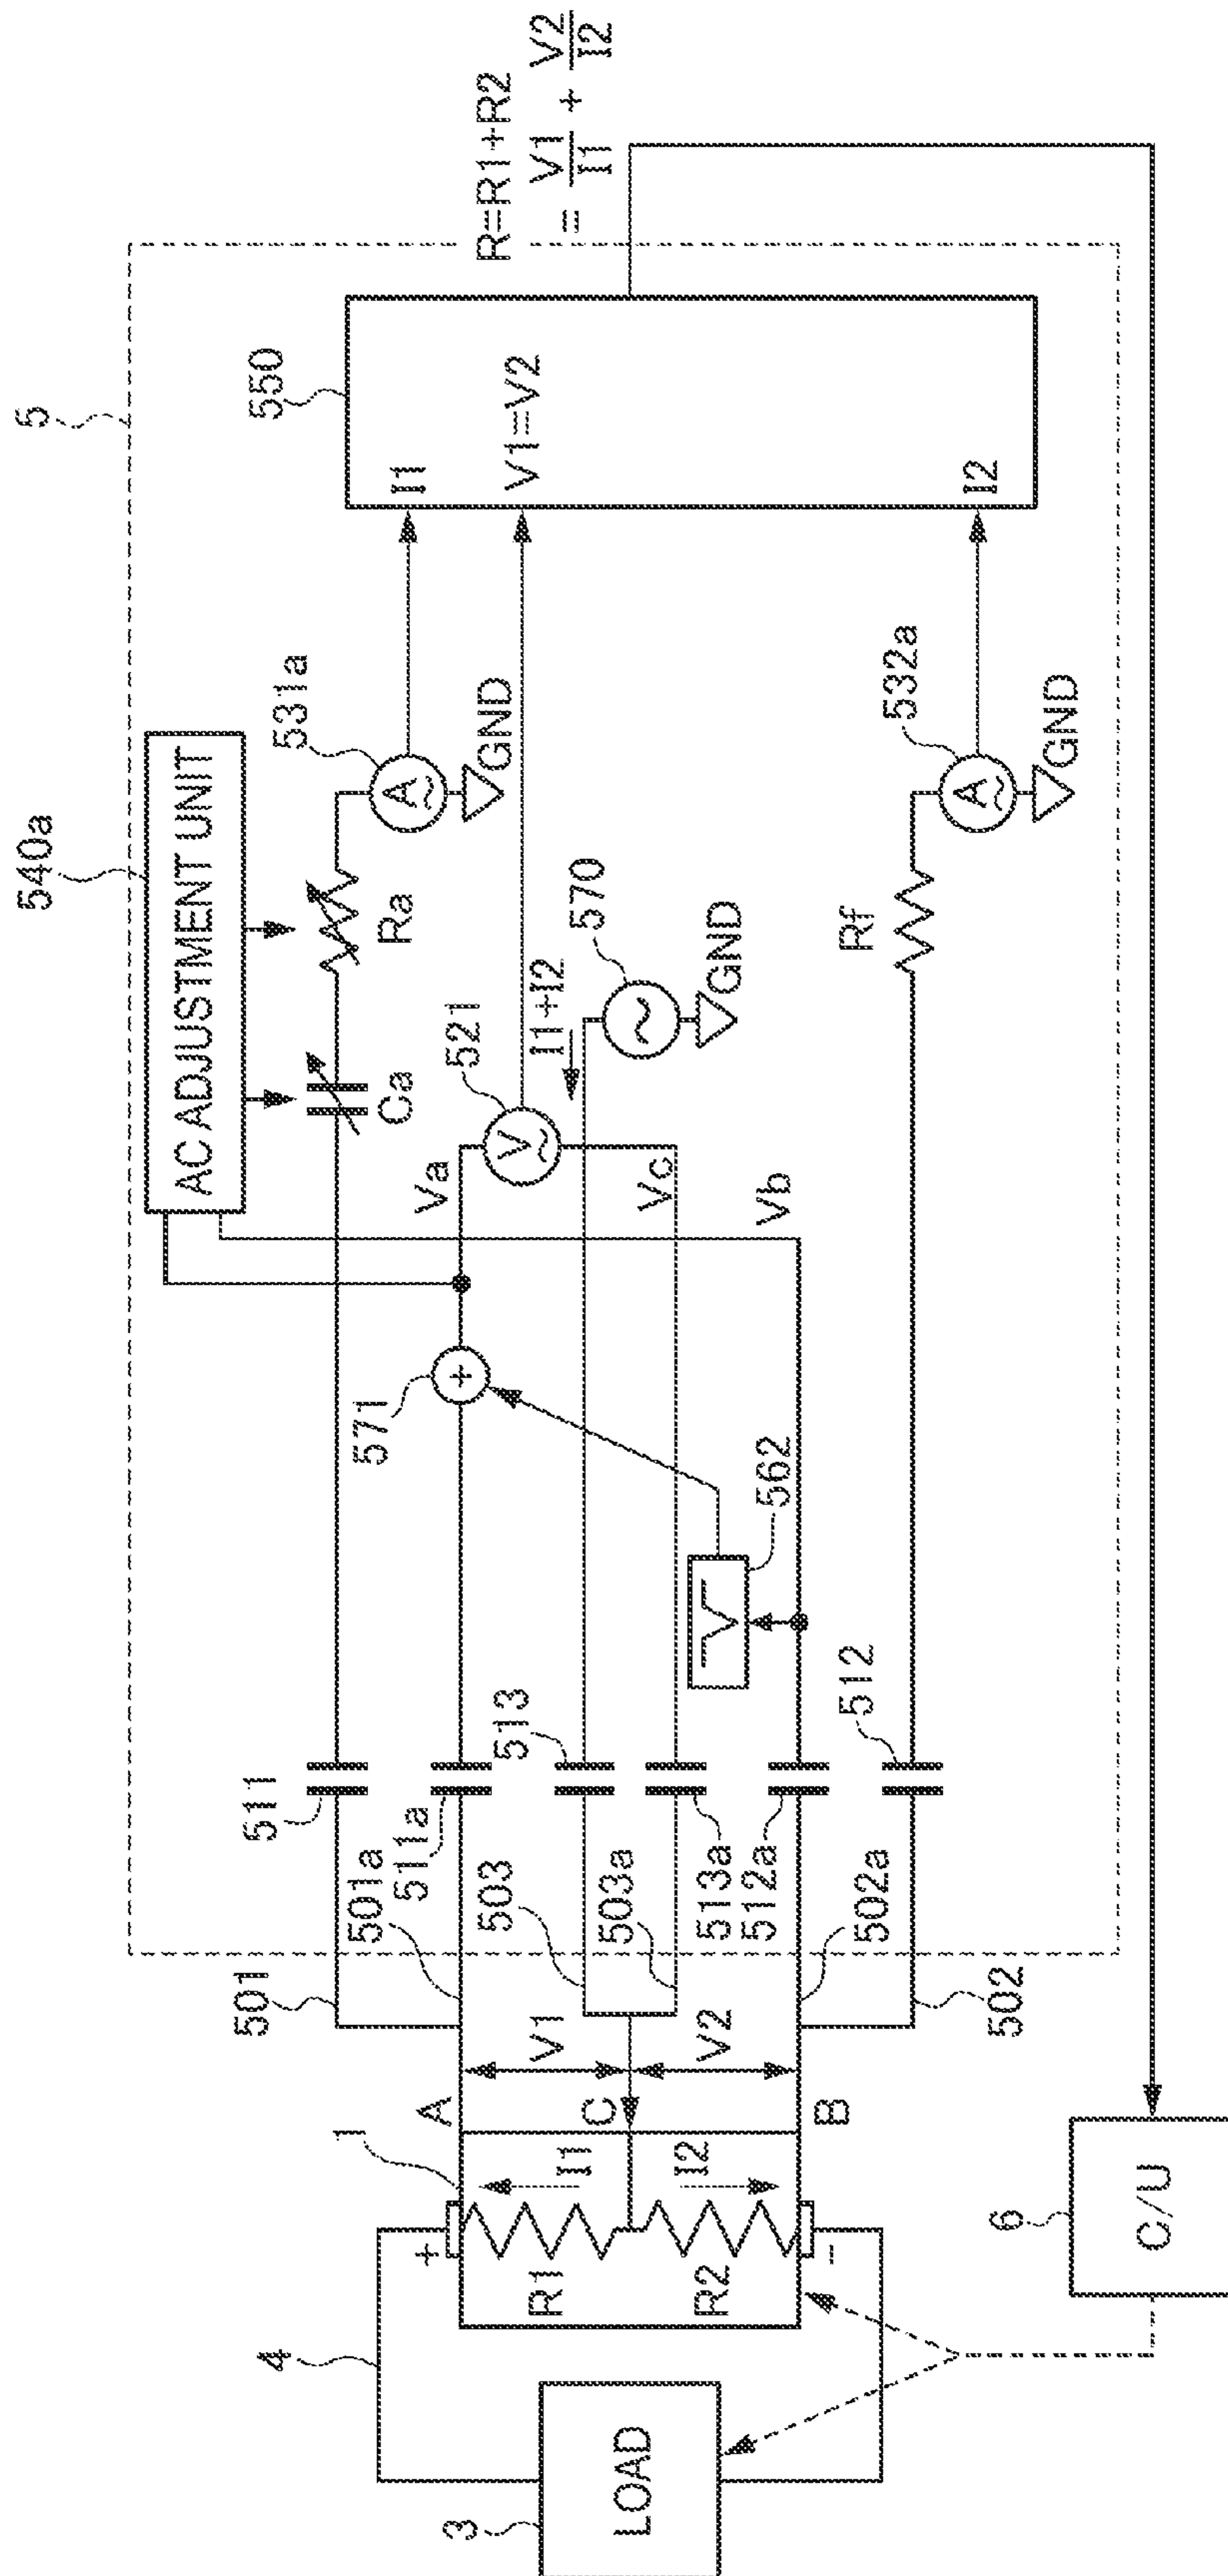 5
540a
AC ADJUSTMENT UNIT
531a
A
GND
Ra
Ca
550
I1
V1=V2
I2
R=R1+R2
= V1/I1 + V2/I2
511
501
501a
511a
571
+
Va
521
V
I1+I2
570
GND
513
503
503a
Vc
513a
512a
562
Vb
502a
512
502
Rf
532a
A
GND
4
1
A
V1
C
V2
B
+
R1
I1
R2
I2
-
3
LOAD
6
C/U